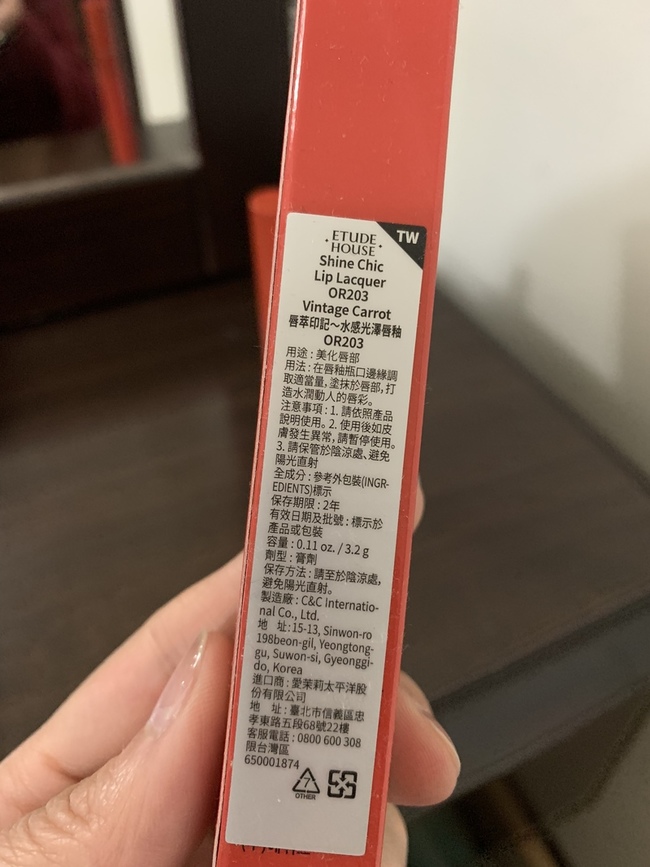 TW
ETUDE
HOUSE
Shine Chic
Lip Lacquer
OR203
Vintage Carrot
唇萃印記～水感光澤唇釉
OR203
用途：美化唇部
用法：在唇釉瓶口邊緣調
取適當量，塗抹於唇部，打
造水潤動人的唇彩。
注意事項：1. 請依照產品
說明使用。2. 使用後如皮
膚發生異常，請暫停使用。
3. 請保管於陰涼處、避免
陽光直射
全成分：參考外包裝(INGR-
EDIENTS)標示
保存期限：2年
有效日期及批號：標示於
產品或包裝
容量：0.11 oz. / 3.2 g
劑型：膏劑
保存方法：請至於陰涼處，
避免陽光直射。
製造廠：C&C Internatio-
nal Co., Ltd.
地　址：15-13, Sinwon-ro
198beon-gil, Yeongtong-
gu, Suwon-si, Gyeonggi-
do, Korea
進口商：愛茉莉太平洋股
份有限公司
地　址：臺北市信義區忠
孝東路五段68號22樓
客服電話：0800 600 308
限台灣區
650001874
7
OTHER